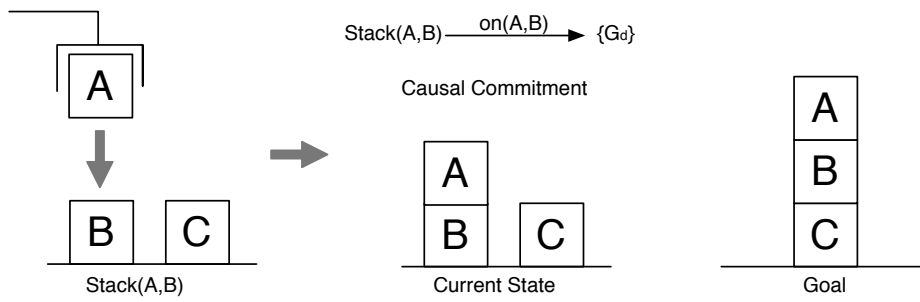 A
B
C
Stack(A,B)
Stack(A,B) on(A,B) {Gd}
Causal Commitment
A
B
C
Current State
A
B
C
Goal